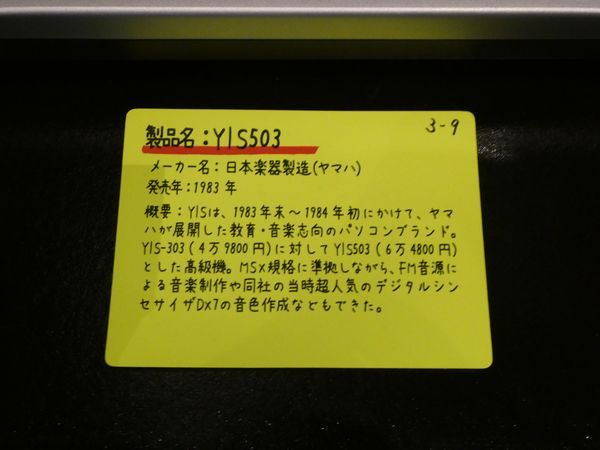 3-9
製品名：YIS503
メーカー名：日本楽器製造(ヤマハ)
発売年：1983年
概要：YISは、1983年末～1984年初にかけて、ヤマ
ハが展開した教育・音楽志向のパソコンブランド。
YIS-303(4万9800円)に対してYIS503(6万4800円)
とした高級機。MSX規格に準拠しながら、FM音源に
よる音楽制作や同社の当時超人気のデジタルシン
セサイザDX7の音色作成などもできた。